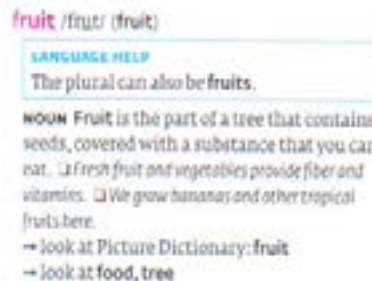 fruit /frut/ (fruit)
LANGUAGE HELP
The plural can also be fruits.
NOUN Fruit is the part of a tree that contains
seeds, covered with a substance that you can
eat. ❑ Fresh fruit and vegetables provide fiber and
vitamins. ❑ We grow bananas and other tropical
fruits here.
→ look at Picture Dictionary: fruit
→ look at food, tree